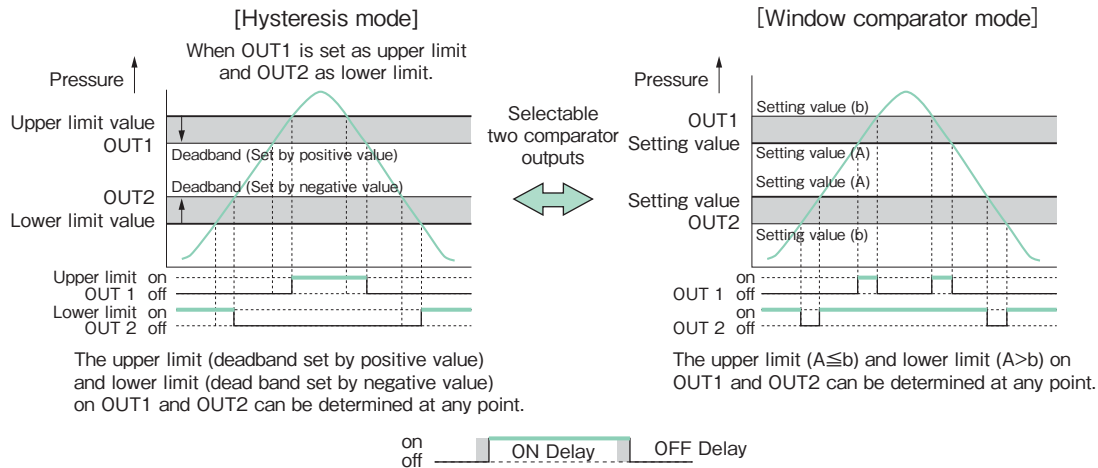 [Hysteresis mode]
When OUT1 is set as upper limit
and OUT2 as lower limit.
Pressure
Upper limit value
OUT1
Deadband (Set by positive value)
Deadband (Set by negative value)
OUT2
Lower limit value
Upper limit on
OUT 1 off
Lower limit on
OUT 2 off
The upper limit (deadband set by positive value)
and lower limit (dead band set by negative value)
on OUT1 and OUT2 can be determined at any point.
Selectable
two comparator
outputs
[Window comparator mode]
Pressure
Setting value (b)
OUT1
Setting value
Setting value (A)
Setting value (A)
Setting value
OUT2
Setting value (b)
on
OUT 1 off
on
OUT 2 off
The upper limit (A≦b) and lower limit (A>b) on
OUT1 and OUT2 can be determined at any point.
on
off
ON Delay
OFF Delay